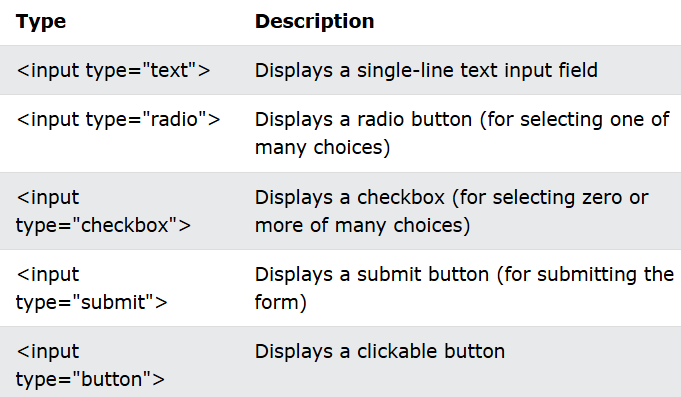 Type Description
<input type="text"> Displays a single-line text input field
<input type="radio"> Displays a radio button (for selecting one of
many choices)
<input Displays a checkbox (for selecting zero or
type="checkbox"> more of many choices)
<input Displays a submit button (for submitting the
type="submit"> form)
<input Displays a clickable button
type="button">